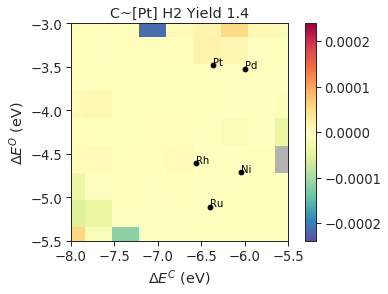 C~[Pt] H2 Yield 1.4
−3.0
−3.5
−4.0
−4.5
−5.0
−5.5
ΔE^O (eV)
Pt
Pd
Rh
Ni
Ru
−8.0 −7.5 −7.0 −6.5 −6.0 −5.5
ΔE^C (eV)
0.0002
0.0001
0.0000
−0.0001
−0.0002